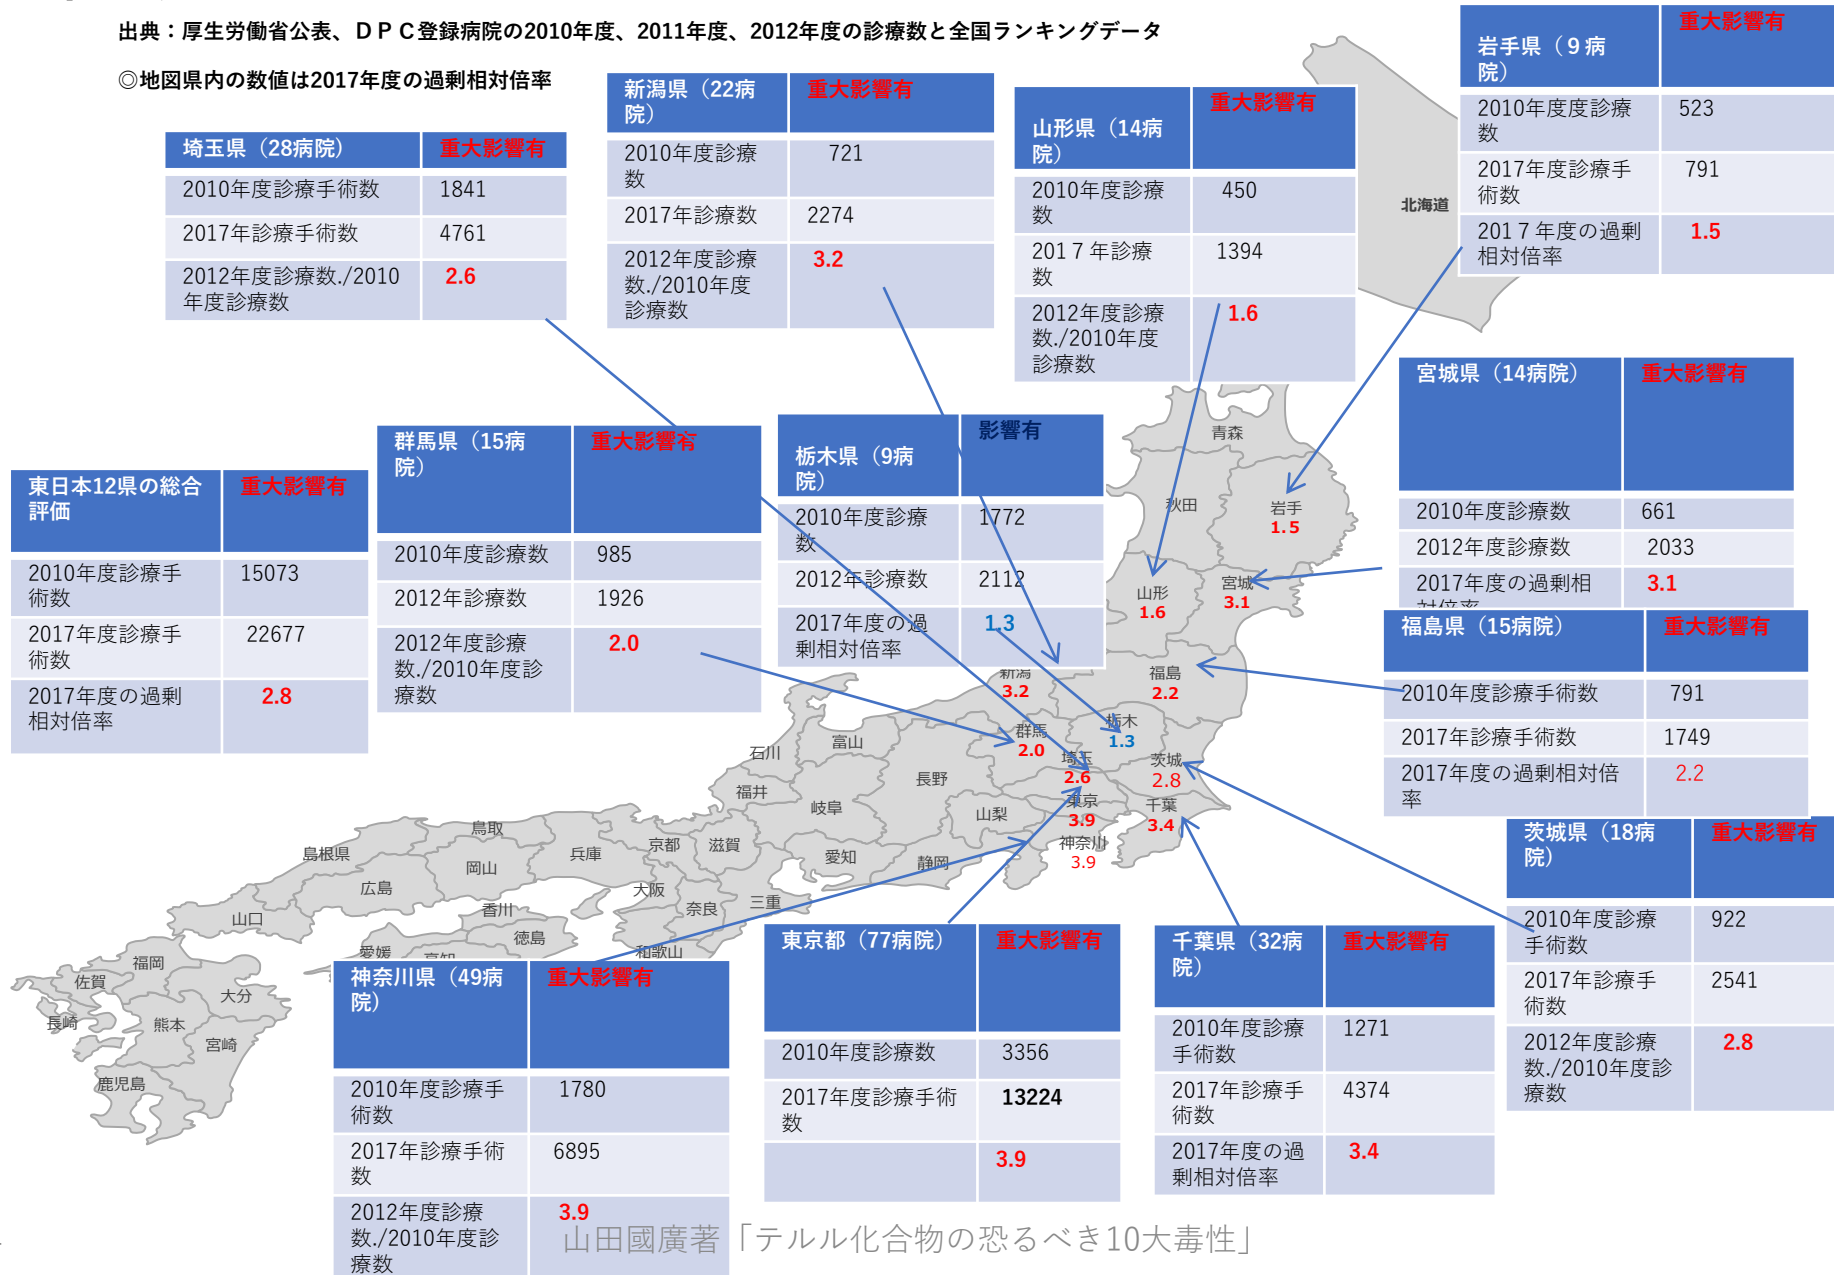 出典：厚生労働省公表、ＤＰＣ登録病院の2010年度、2011年度、2012年度の診療数と全国ランキングデータ
◎地図県内の数値は2017年度の過剰相対倍率
埼玉県（28病院） 重大影響有
2010年度診療手術数 1841
2017年診療手術数 4761
2012年度診療数./2010
年度診療数 2.6
新潟県（22病
院） 重大影響有
2010年度診療
数 721
2017年診療数 2274
2012年度診療
数./2010年度
診療数 3.2
山形県（14病
院） 重大影響有
2010年度診療
数 450
201７年診療
数 1394
2012年度診療
数./2010年度
診療数 1.6
岩手県（９病
院） 重大影響有
2010年度度診療
数 523
2017年度診療手
術数 791
201７年度の過剰
相対倍率 1.5
宮城県（14病院） 重大影響有
2010年度診療数 661
2012年度診療数 2033
2017年度の過剰相 3.1
福島県（15病院） 重大影響有
2010年度診療手術数 791
2017年診療手術数 1749
2017年度の過剰相対倍
率 2.2
茨城県（18病
院） 重大影響有
2010年度診療
手術数 922
2017年診療手
術数 2541
2012年度診療
数./2010年度診
療数 2.8
東日本12県の総合
評価 重大影響有
2010年度診療手
術数 15073
2017年度診療手
術数 22677
2017年度の過剰
相対倍率 2.8
群馬県（15病
院） 重大影響有
2010年度診療数 985
2012年診療数 1926
2012年度診療
数./2010年度診
療数 2.0
栃木県（9病
院） 影響有
2010年度診療
数 1772
2012年診療数 2112
2017年度の過
剰相対倍率 1.3
神奈川県（49病
院） 重大影響有
2010年度診療手
術数 1780
2017年診療手術
数 6895
2012年度診療
数./2010年度診
療数 3.9
東京都（77病院） 重大影響有
2010年度診療数 3356
2017年度診療手術
数 13224
3.9
千葉県（32病
院） 重大影響有
2010年度診療
手術数 1271
2017年診療手
術数 4374
2017年度の過
剰相対倍率 3.4
北海道
青森
秋田
岩手
1.5
山形
1.6
宮城
3.1
新潟
3.2
福島
2.2
群馬
2.0
栃木
1.3
埼玉
2.6
茨城
2.8
東京
3.9
千葉
3.4
神奈川
3.9
石川
富山
長野
福井
岐阜
山梨
愛知
静岡
鳥取
島根県
岡山
兵庫
京都
滋賀
広島
山口
大阪
奈良
三重
和歌山
香川
徳島
愛媛
高知
福岡
佐賀
長崎
大分
熊本
宮崎
鹿児島
山田國廣著「テルル化合物の恐るべき10大毒性」